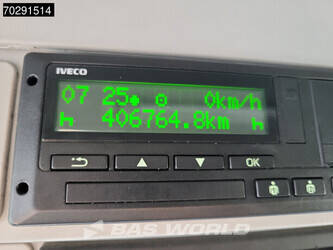 70291514
IVECO
07 25 0km/h
h 406764.8km h
OK
BAS WORLD